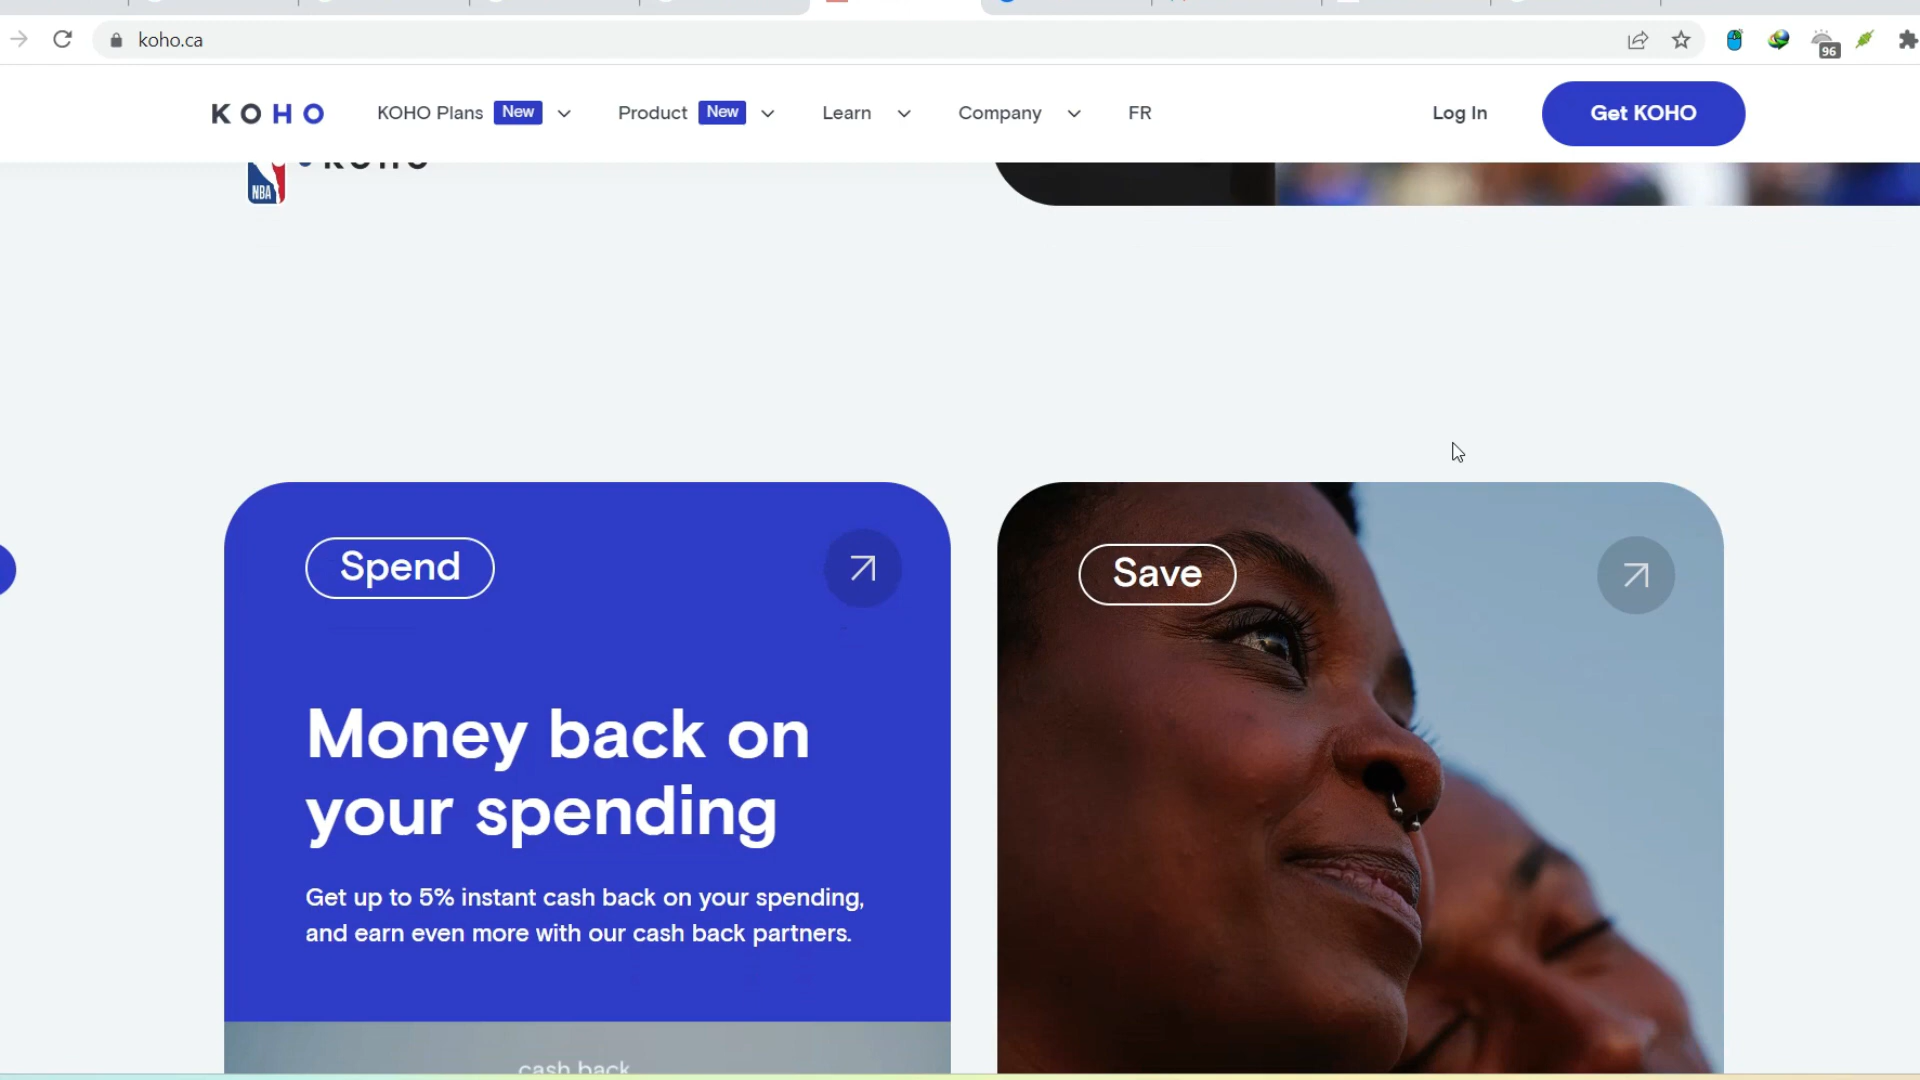 koho.ca
96
KOHO
KOHO Plans New
Product New
Learn
Company
FR
Log In
Get KOHO
NBA
KOHO
Spend
Save
Money back on
your spending
Get up to 5% instant cash back on your spending,
and earn even more with our cash back partners.
cash back